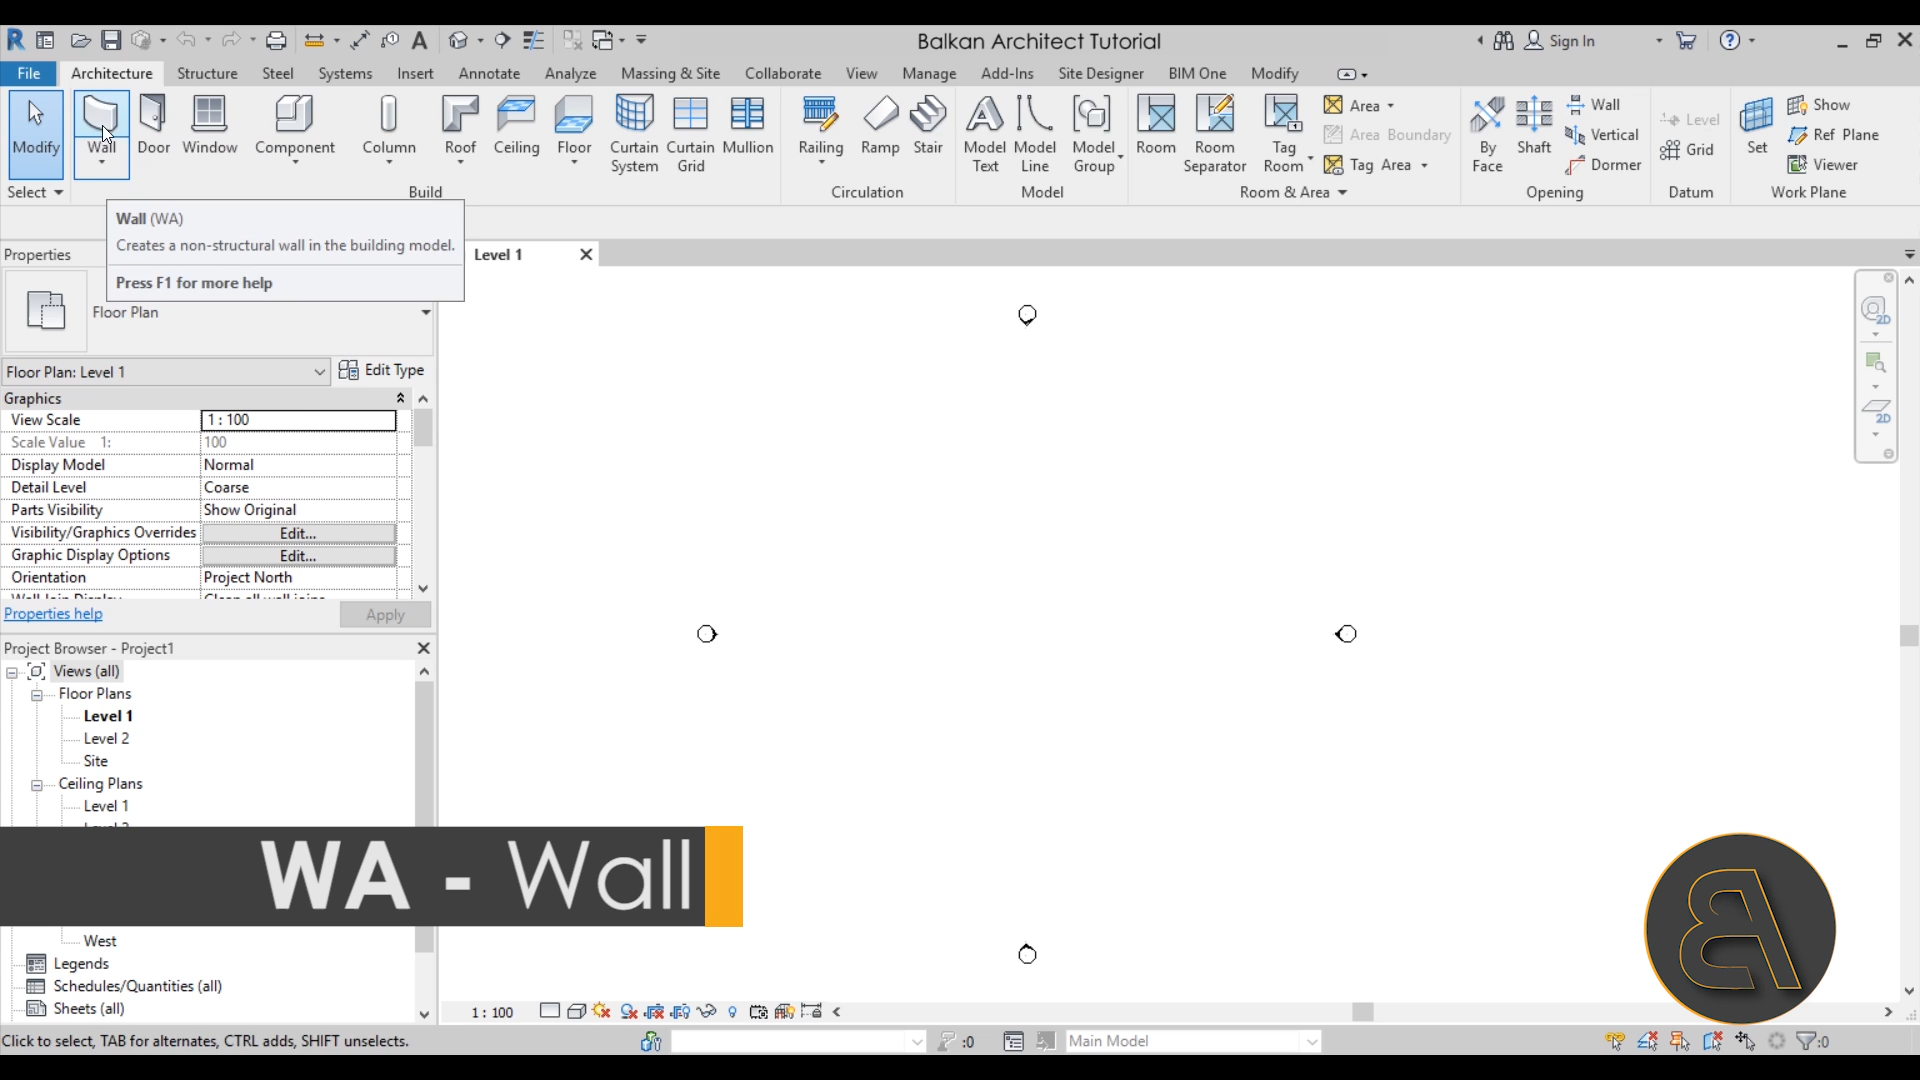 Balkan Architect Tutorial
Sign In
File Architecture Structure Steel Systems Insert Annotate Analyze Massing & Site Collaborate View Manage Add-Ins Site Designer BIM One Modify
Modify Wall Door Window Component Column Roof Ceiling Floor Curtain System Curtain Grid Mullion Railing Ramp Stair Model Text Model Line Model Group Room Room Separator Tag Room
Area
Area Boundary
Tag Area
By Face Shaft
Wall
Vertical
Dormer
Level
Grid
Set
Show
Ref Plane
Viewer
Select Build Circulation Model Room & Area Opening Datum Work Plane
Wall (WA)
Creates a non-structural wall in the building model.
Press F1 for more help
Properties
Level 1
Floor Plan
Floor Plan: Level 1 Edit Type
Graphics
View Scale 1 : 100
Scale Value 1: 100
Display Model Normal
Detail Level Coarse
Parts Visibility Show Original
Visibility/Graphics Overrides Edit...
Graphic Display Options Edit...
Orientation Project North
Properties help Apply
Project Browser - Project1
Views (all)
Floor Plans
Level 1
Level 2
Site
Ceiling Plans
Level 1
WA - Wall
West
Legends
Schedules/Quantities (all)
Sheets (all)
1 : 100
Click to select, TAB for alternates, CTRL adds, SHIFT unselects.
:0
Main Model
:0
2D
2D